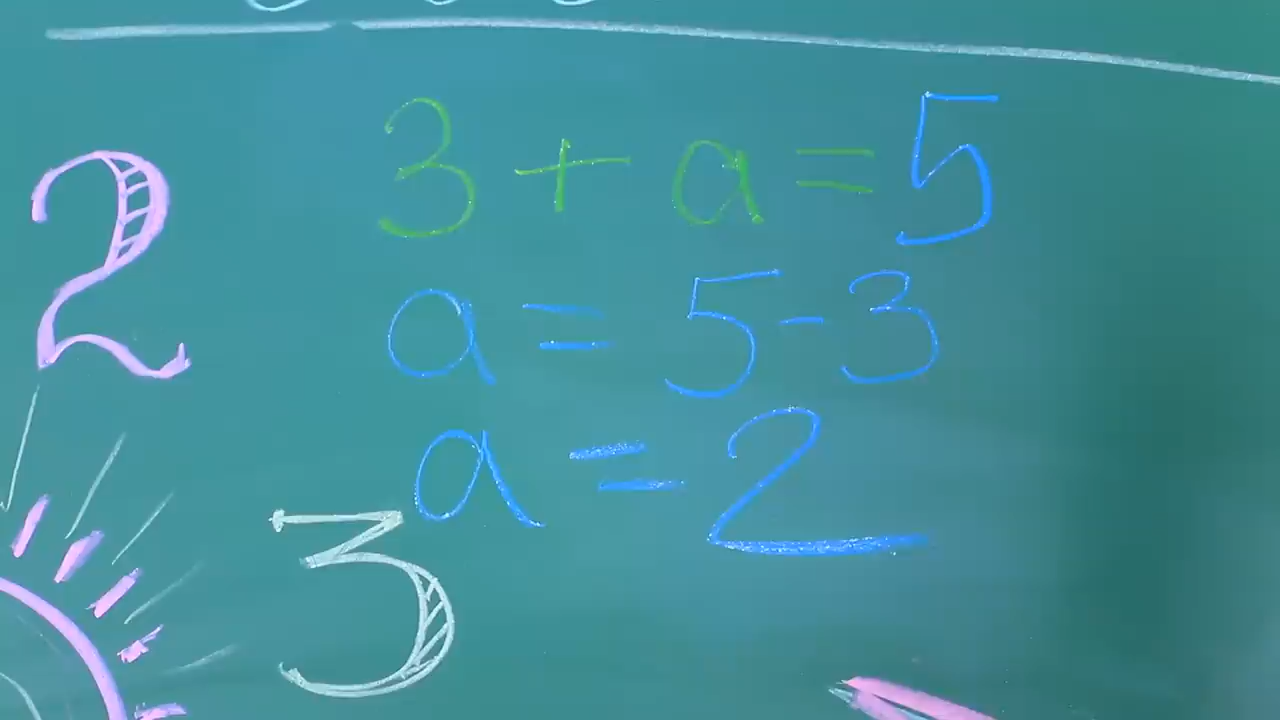 2
3 + a = 5
a = 5 - 3
a = 2
3